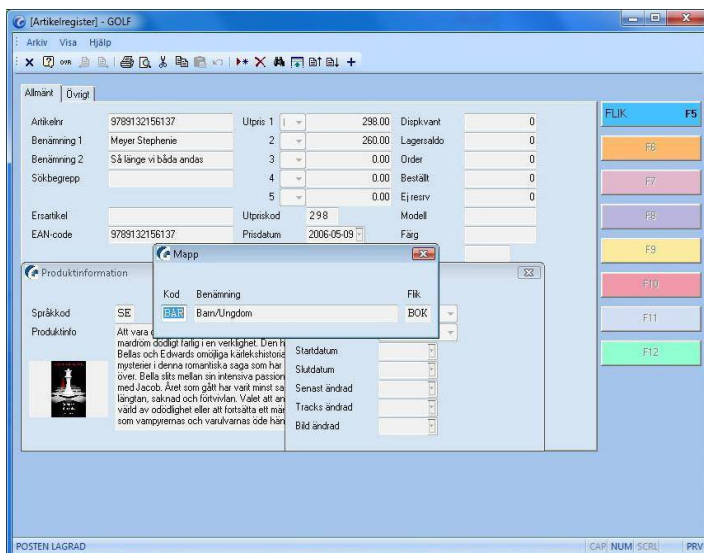 [Artikelregister] - GOLF
Arkiv Visa Hjälp
OVR
Allmänt Övrigt
Artikelnr 9789132156137 Utpris 1 298.00 Dispkvant 0
Benämning 1 Meyer Stephenie 2 260.00 Lagersaldo 0
Benämning 2 Så länge vi båda andas 3 0.00 Order 0
Sökbegrepp 4 0.00 Beställt 0
5 0.00 Ej resrv 0
Ersartikel Utpriskod 298 Modell
EAN-code 9789132156137 Prisdatum 2006-05-09 Färg
FLIK F5
F6
F7
F8
F9
F10
F11
F12
Mapp
Kod Benämning Flik
BAR Barn/Ungdom BOK
Produktinformation
Språkkod SE
Produktinfo Att vara
mardröm dödligt farlig i en verklighet. Den h
Bellas och Edwards omöjliga kärlekshistoria
mysterier i denna romantiska saga som har
över. Bella slits mellan sin intensiva passion
med Jacob. Året som gått har varit minst sa
längtan, saknad och förtvivlan. Valet att an
värld av odödlighet eller att fortsätta ett mä
som vampyrernas och varulvarnas öde hän
Startdatum
Slutdatum
Senast ändrad
Tracks ändrad
Bild ändrad
POSTEN LAGRAD CAP NUM SCRL PRV